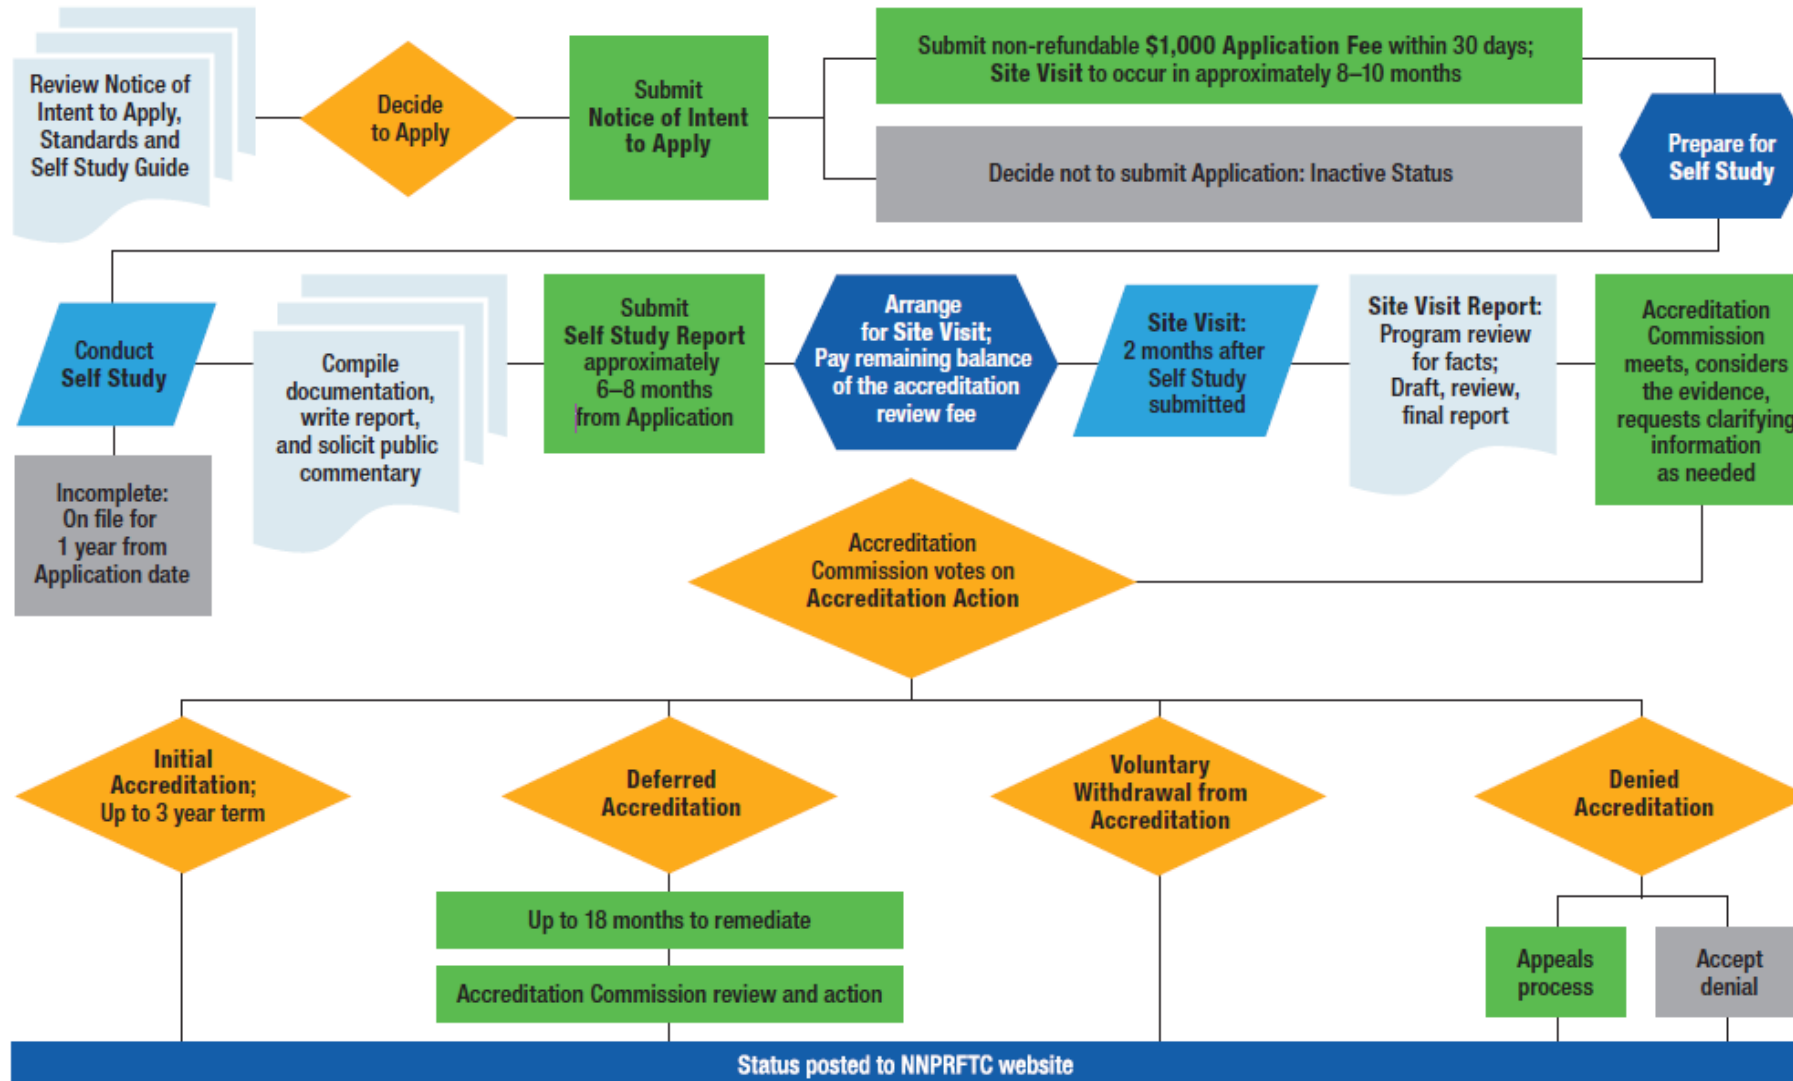 Review Notice of
Intent to Apply,
Standards and
Self Study Guide
Decide
to Apply
Submit
Notice of Intent
to Apply
Submit non-refundable $1,000 Application Fee within 30 days;
Site Visit to occur in approximately 8–10 months
Decide not to submit Application: Inactive Status
Prepare for
Self Study
Conduct
Self Study
Incomplete:
On file for
1 year from
Application date
Compile
documentation,
write report,
and solicit public
commentary
Submit
Self Study Report
approximately
6–8 months
from Application
Arrange
for Site Visit;
Pay remaining balance
of the accreditation
review fee
Site Visit:
2 months after
Self Study
submitted
Site Visit Report:
Program review
for facts;
Draft, review,
final report
Accreditation
Commission
meets, considers
the evidence,
requests clarifying
information
as needed
Accreditation
Commission votes on
Accreditation Action
Initial
Accreditation;
Up to 3 year term
Deferred
Accreditation
Voluntary
Withdrawal from
Accreditation
Denied
Accreditation
Up to 18 months to remediate
Accreditation Commission review and action
Appeals
process
Accept
denial
Status posted to NNPRFTC website